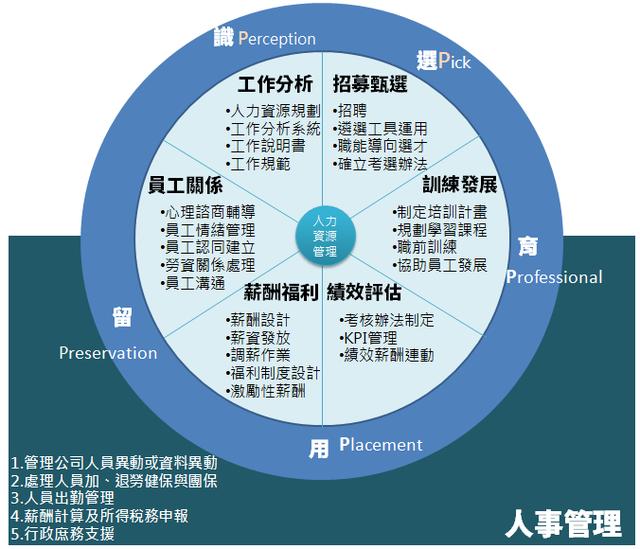 識 Perception
選Pick
工作分析
•人力資源規劃
•工作分析系統
•工作說明書
•工作規範
招募甄選
•招聘
•遴選工具運用
•職能導向選才
•確立考選辦法
員工關係
•心理諮商輔導
•員工情緒管理
•員工認同建立
•勞資關係處理
•員工溝通
人力
資源
管理
訓練發展
•制定培訓計畫
•規劃學習課程
•職前訓練
•協助員工發展
育
Professional
薪酬福利
•薪酬設計
•薪資發放
•調薪作業
•福利制度設計
•激勵性薪酬
績效評估
•考核辦法制定
•KPI管理
•績效薪酬連動
留
Preservation
用 Placement
1.管理公司人員異動或資料異動
2.處理人員加、退勞健保與團保
3.人員出勤管理
4.薪酬計算及所得稅務申報
5.行政庶務支援
人事管理